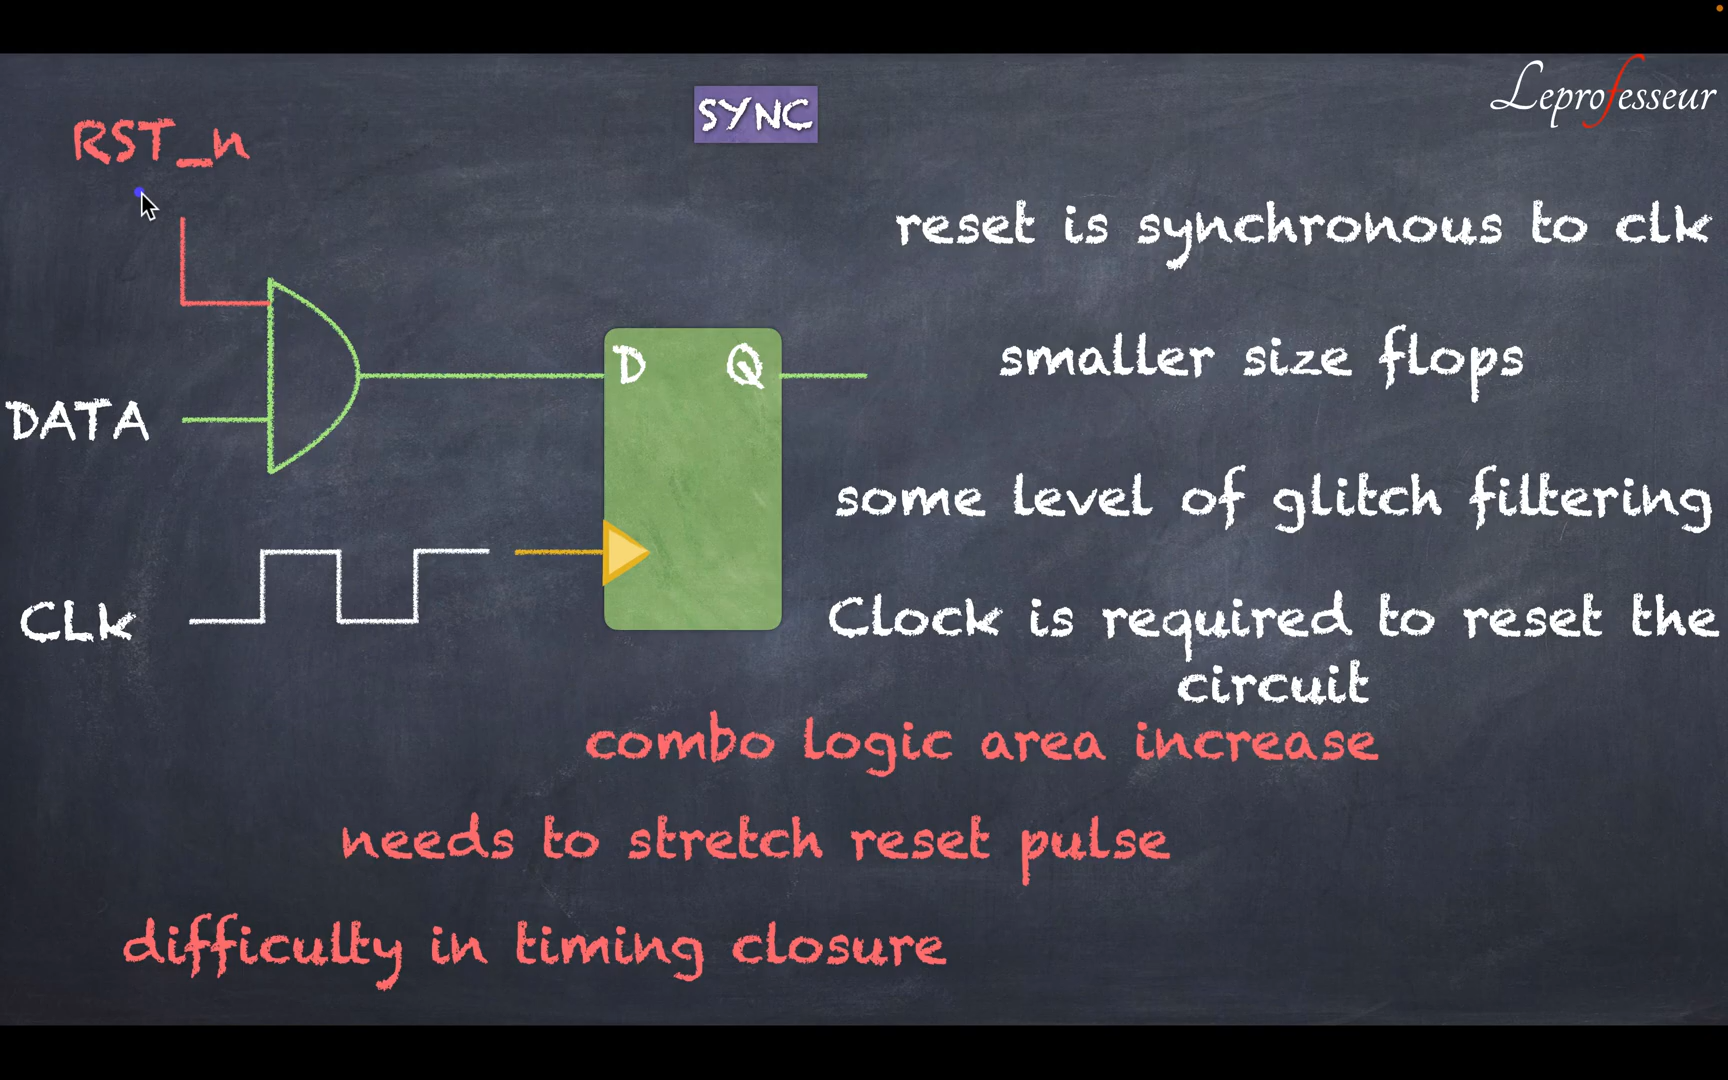 Leprofesseur
SYNC
RST_n
reset is synchronous to clk
smaller size flops
D Q
DATA
some level of glitch filtering
CLk
Clock is required to reset the
circuit
combo logic area increase
needs to stretch reset pulse
difficulty in timing closure